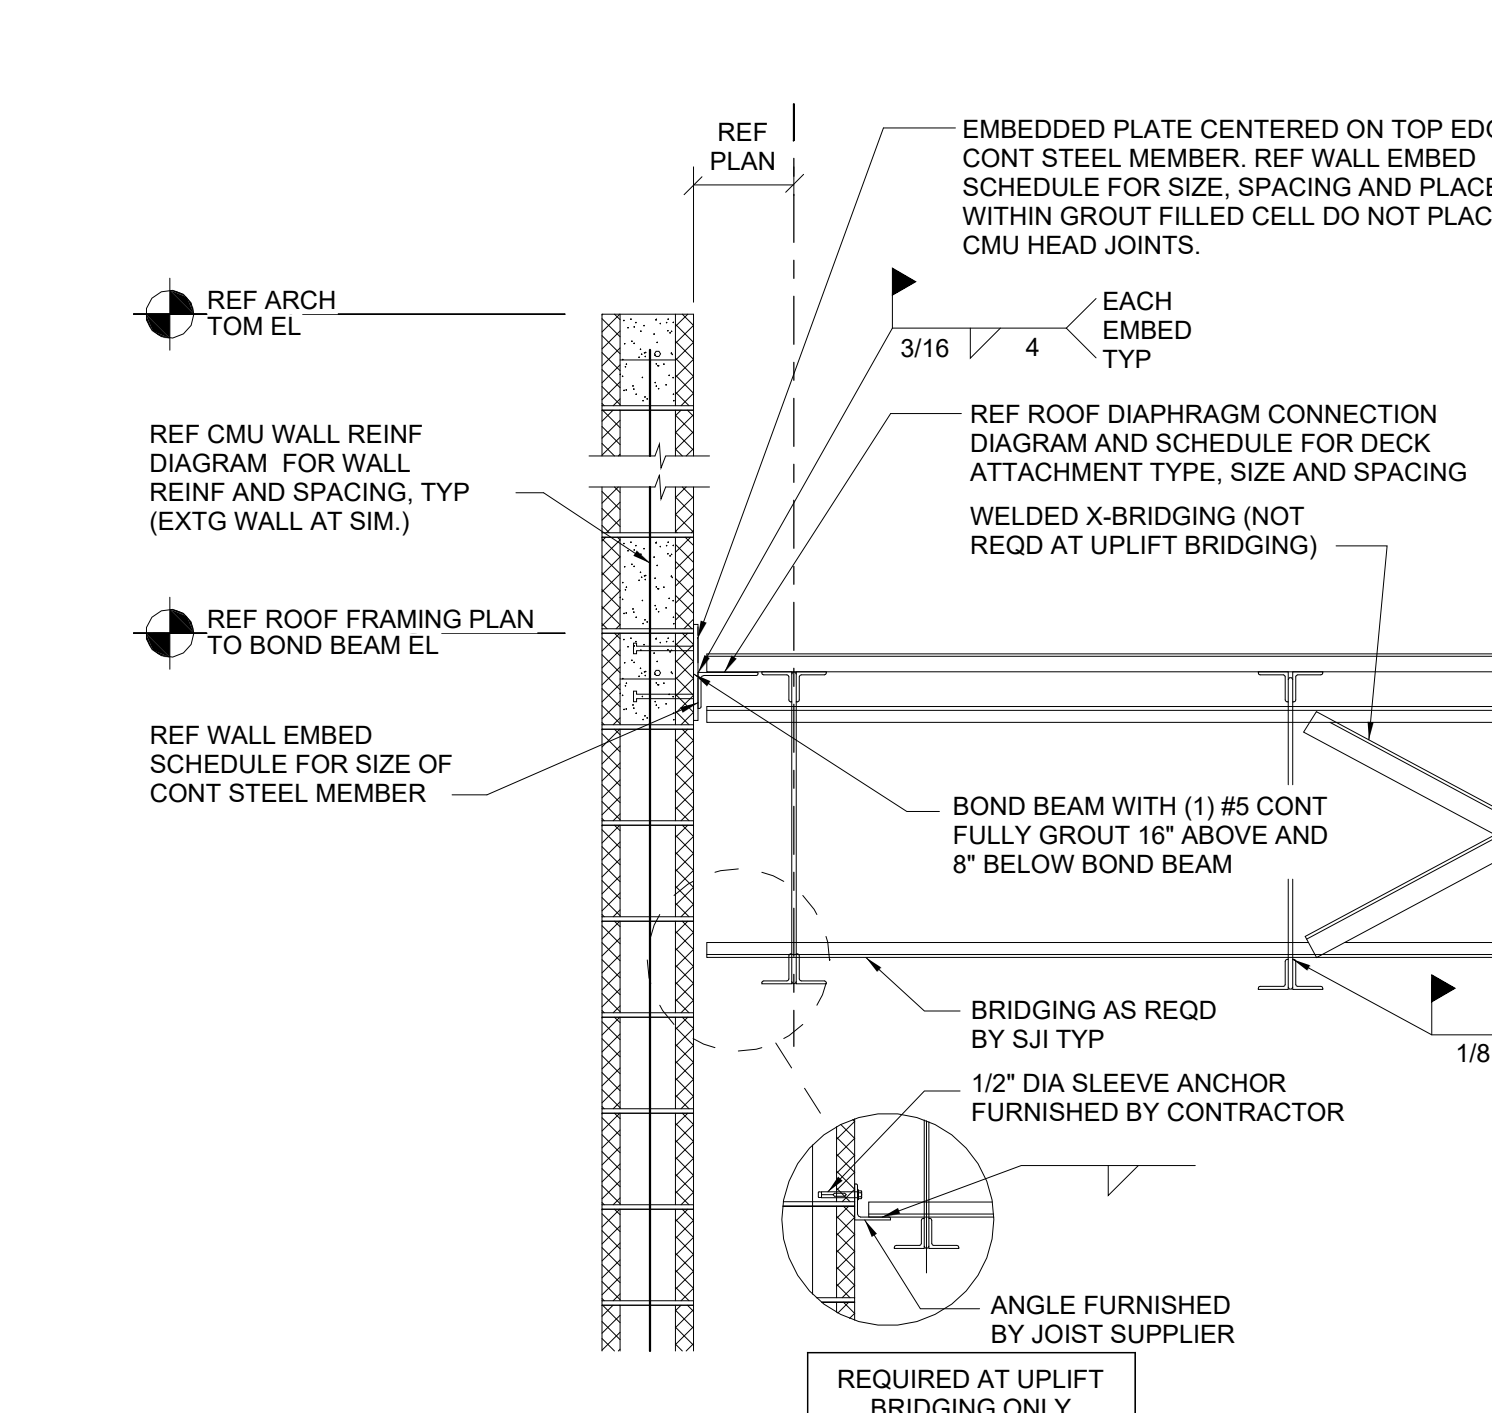 REF
PLAN
EMBEDDED PLATE CENTERED ON TOP
CONT STEEL MEMBER. REF WALL EMBED
SCHEDULE FOR SIZE, SPACING AND
WITHIN GROUT FILLED CELL DO NOT
CMU HEAD JOINTS.
REF ARCH
TOM EL
3/16
4
EACH
EMBED
TYP
REF CMU WALL REINF
DIAGRAM FOR WALL
REINF AND SPACING, TYP
(EXTG WALL AT SIM.)
REF ROOF DIAPHRAGM CONNECTION
DIAGRAM AND SCHEDULE FOR DECK
ATTACHMENT TYPE, SIZE AND SPACING
WELDED X-BRIDGING (NOT
REQD AT UPLIFT BRIDGING)
REF ROOF FRAMING PLAN
TO BOND BEAM EL
REF WALL EMBED
SCHEDULE FOR SIZE OF
CONT STEEL MEMBER
BOND BEAM WITH (1) #5 CONT
FULLY GROUT 16" ABOVE AND
8" BELOW BOND BEAM
BRIDGING AS REQD
BY SJI TYP
1/8
1/2" DIA SLEEVE ANCHOR
FURNISHED BY CONTRACTOR
ANGLE FURNISHED
BY JOIST SUPPLIER
REQUIRED AT UPLIFT
BRIDGING ONLY